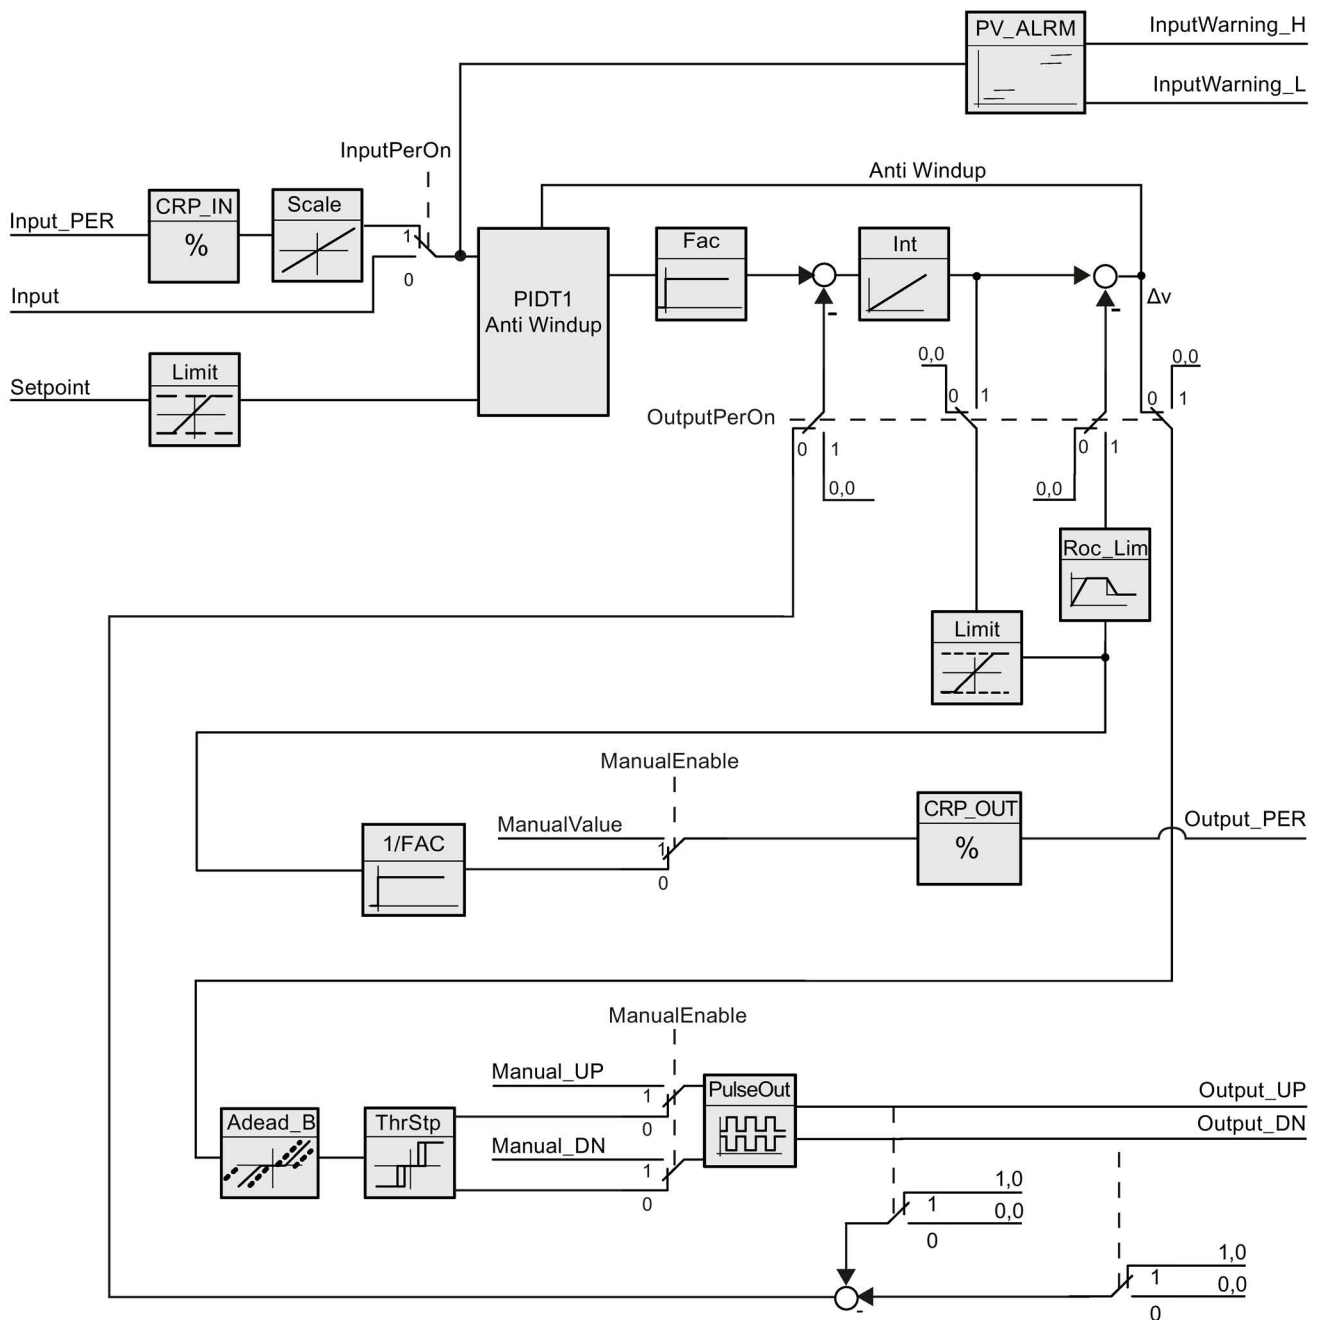 PV_ALRM
InputWarning_H
InputWarning_L
InputPerOn
Anti Windup
Input_PER
CRP_IN
%
Scale
1
0
Input
PIDT1
Anti Windup
Fac
Int
-
-
Δv
Setpoint
Limit
0,0
0
1
0,0
0
1
OutputPerOn
0
1
0,0
0
1
0,0
Roc_Lim
Limit
ManualEnable
ManualValue
1
0
1/FAC
CRP_OUT
%
Output_PER
ManualEnable
Manual_UP
1
0
Manual_DN
1
0
Adead_B
ThrStp
PulseOut
Output_UP
Output_DN
1,0
1
0,0
0
1,0
1
0,0
0
-